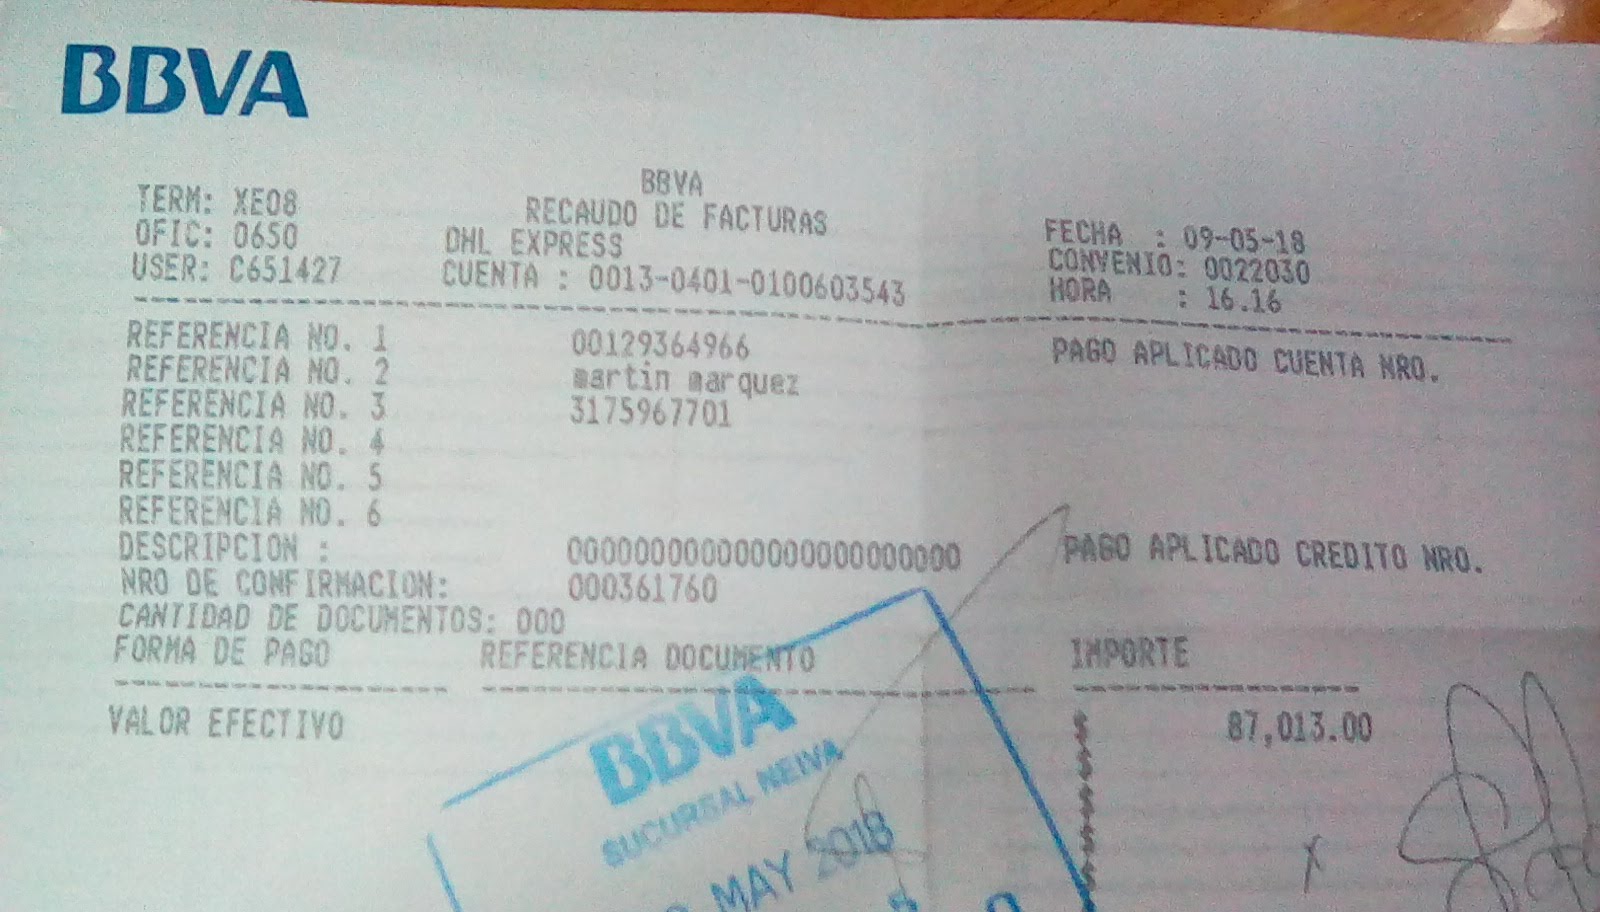 BBVA
BBVA
TERM: XE08 RECAUDO DE FACTURAS
OFIC: 0650 DHL EXPRESS FECHA : 09-05-18
USER: C651427 CUENTA : 0013-0401-0100603543 CONVENIO: 0022030
HORA : 16.16
REFERENCIA NO. 1 00129364966 PAGO APLICADO CUENTA NRO.
REFERENCIA NO. 2 martin marquez
REFERENCIA NO. 3 3175967701
REFERENCIA NO. 4
REFERENCIA NO. 5
REFERENCIA NO. 6
DESCRIPCION : 000000000000000000000000 PAGO APLICADO CREDITO NRO.
NRO DE CONFIRMACION: 000361760
CANTIDAD DE DOCUMENTOS: 000
FORMA DE PAGO REFERENCIA DOCUMENTO IMPORTE
VALOR EFECTIVO 87,013.00
BBVA
SUCURSAL NEIVA
MAY 2018